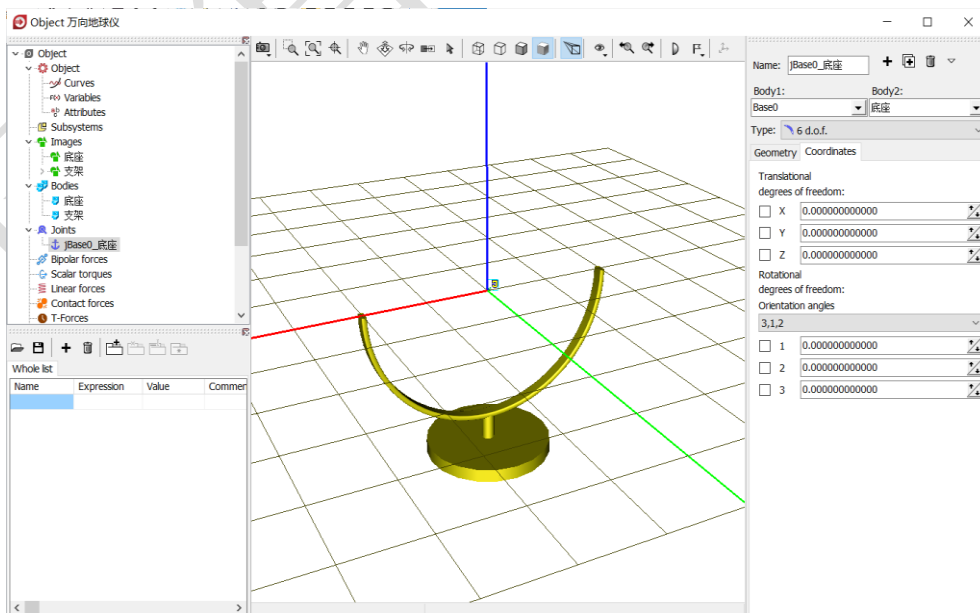 Object 万向地球仪
Object
Object
Curves
Variables
Attributes
Subsystems
Images
底座
支架
Bodies
底座
支架
Joints
jBase0_底座
Bipolar forces
Scalar torques
Linear forces
Contact forces
T-Forces
Whole list
Name Expression Value Commer
Name: jBase0_底座
Body1: Body2:
Base0 底座
Type: 6 d.o.f.
Geometry Coordinates
Translational
degrees of freedom:
X 0.000000000000
Y 0.000000000000
Z 0.000000000000
Rotational
degrees of freedom:
Orientation angles
3,1,2
1 0.000000000000
2 0.000000000000
3 0.000000000000